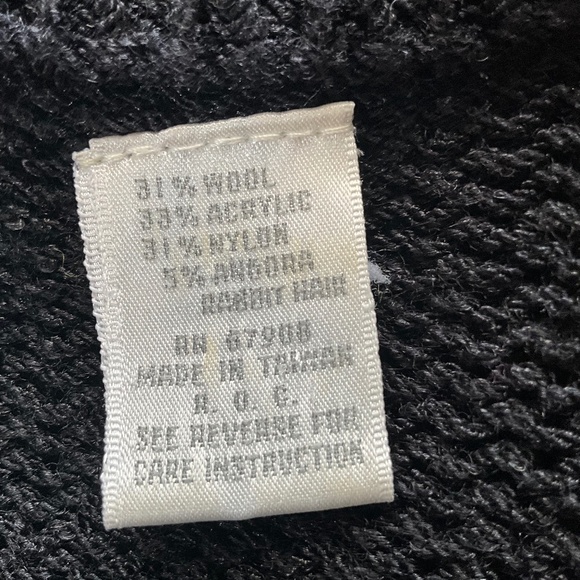 31% WOOL
33% ACRYLIC
31% NYLON
5% ANGORA
RABBIT HAIR
RN 67908
MADE IN TAIWAN
R. O. C.
SEE REVERSE FOR
CARE INSTRUCTION